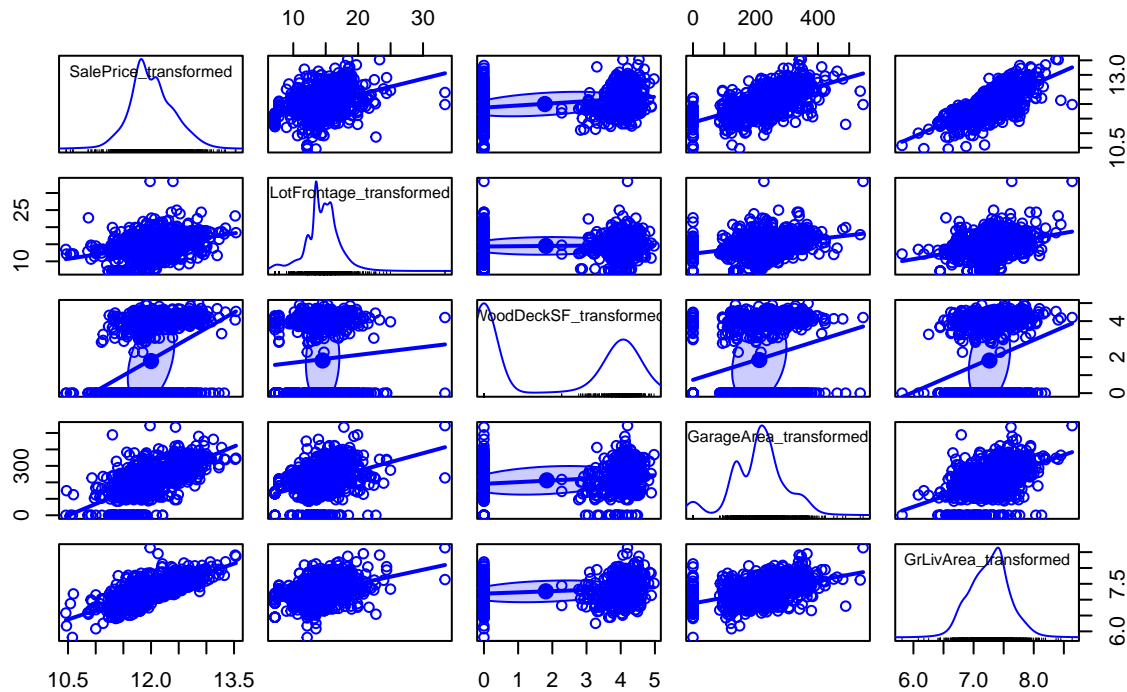 10 20 30
0 200 400
SalePrice_transformed
10.5 13.0
LotFrontage_transformed
10 25
WoodDeckSF_transformed
0 2 4
GarageArea_transformed
0 300
GrLivArea_transformed
6.0 7.5
10.5 12.0 13.5
0 1 2 3 4 5
6.0 7.0 8.0